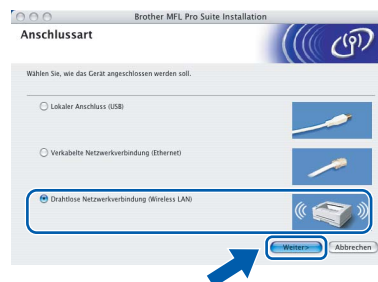 Brother MFL Pro Suite Installation
Anschlussart
Wählen Sie, wie das Gerät angeschlossen werden soll.
Lokaler Anschluss (USB)
Verkabelte Netzwerkverbindung (Ethernet)
Drahtlose Netzwerkverbindung (Wireless LAN)
Weiter>
Abbrechen